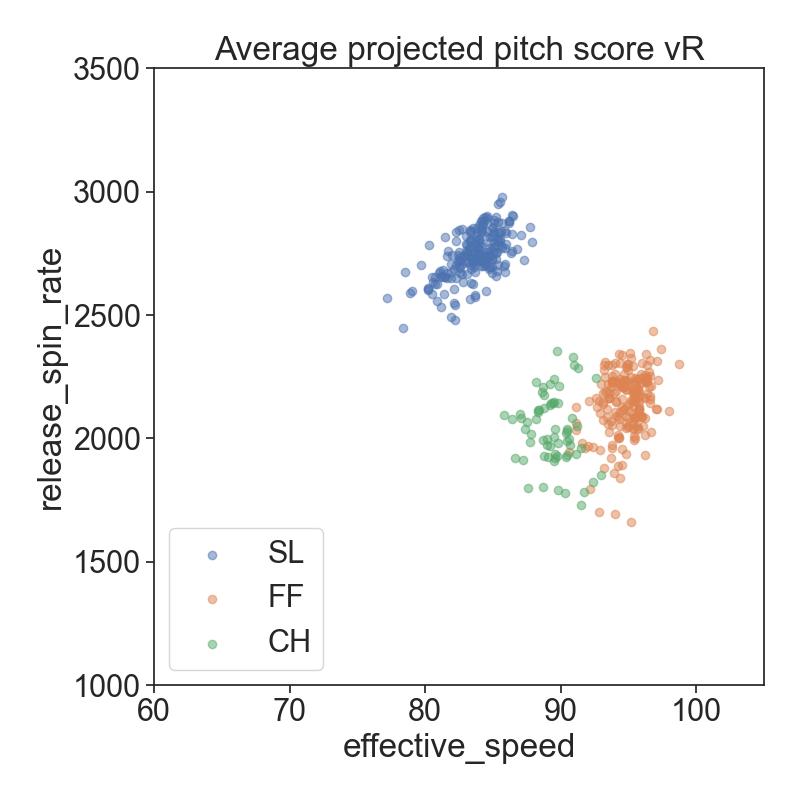 Average projected pitch score vR
3500
3000
2500
2000
1500
1000
release_spin_rate
SL
FF
CH
60 70 80 90 100
effective_speed